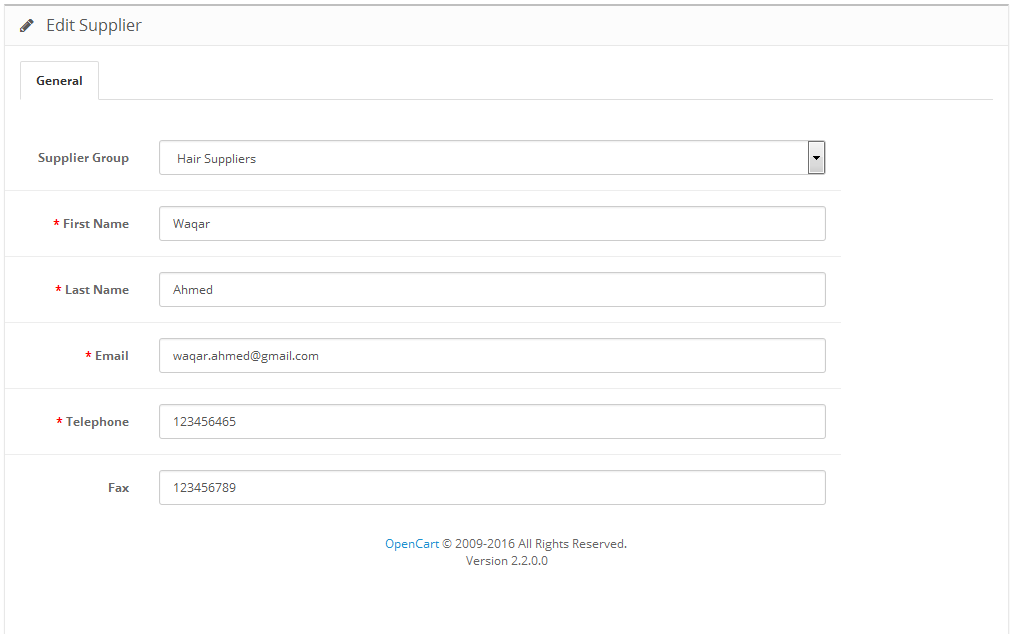 Edit Supplier
General
Supplier Group
Hair Suppliers
* First Name
Waqar
* Last Name
Ahmed
* Email
waqar.ahmed@gmail.com
* Telephone
123456465
Fax
123456789
OpenCart © 2009-2016 All Rights Reserved.
Version 2.2.0.0